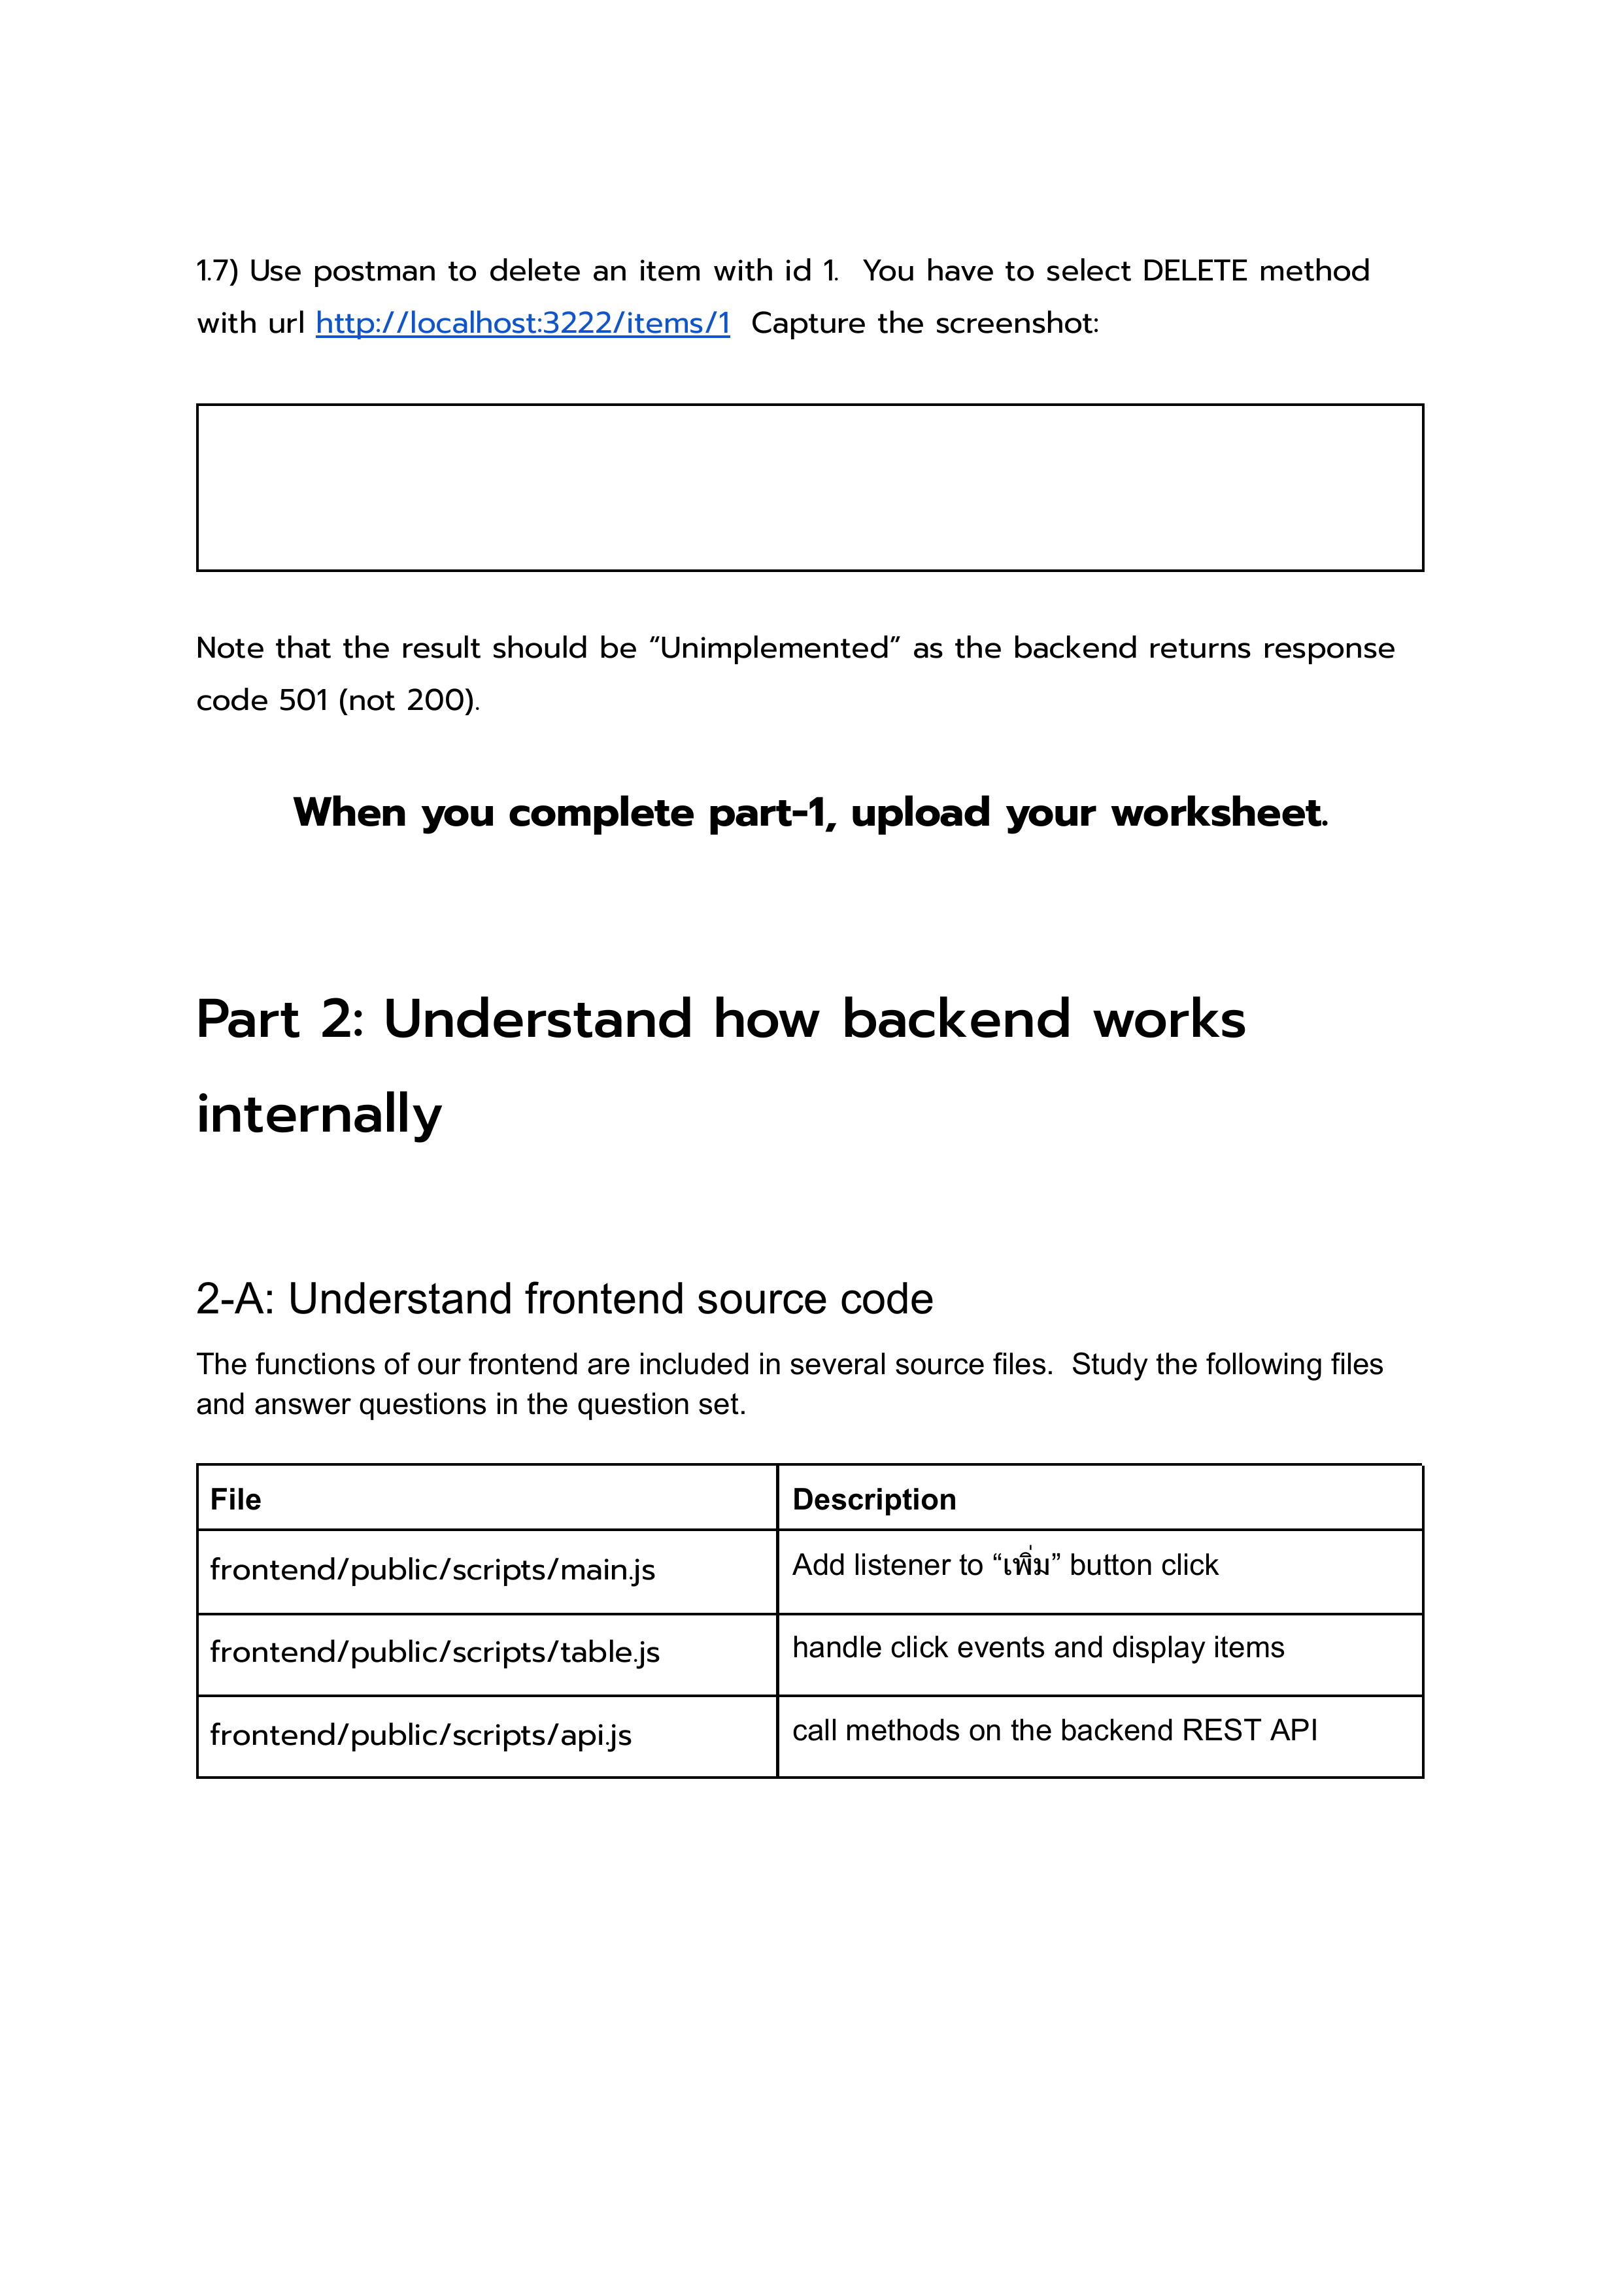 1.7) Use postman to delete an item with id 1.  You have to select DELETE method
with url http://localhost:3222/items/1  Capture the screenshot:
Note that the result should be “Unimplemented” as the backend returns response
code 501 (not 200).
When you complete part-1, upload your worksheet.
Part 2: Understand how backend works
internally
2-A: Understand frontend source code
The functions of our frontend are included in several source files.  Study the following files
and answer questions in the question set.
File Description
frontend/public/scripts/main.js Add listener to “เพิ่ม” button click
frontend/public/scripts/table.js handle click events and display items
frontend/public/scripts/api.js call methods on the backend REST API